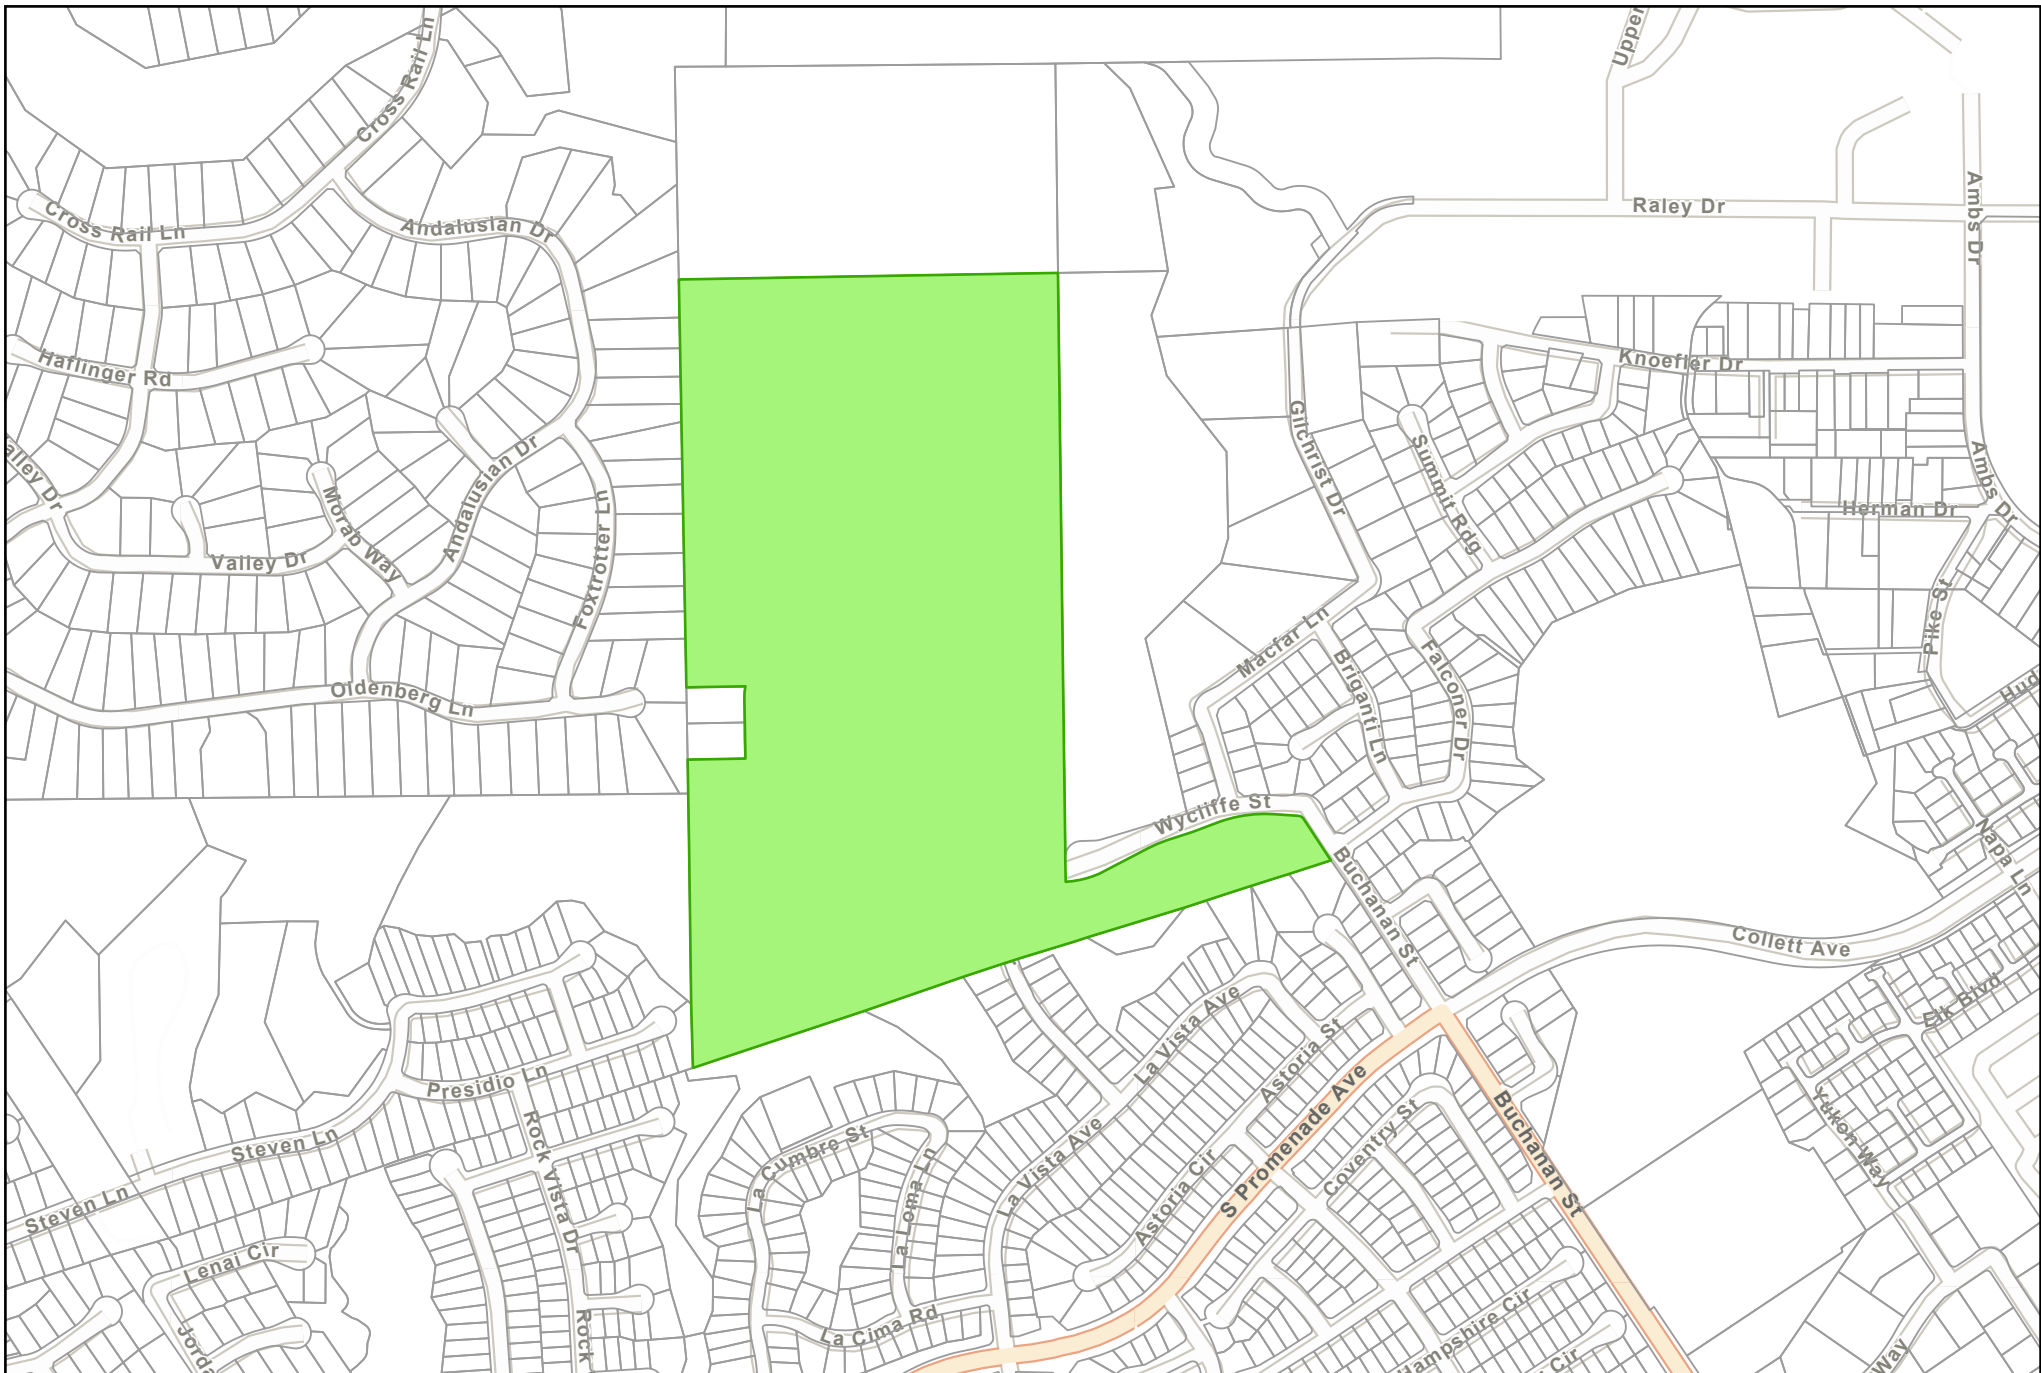 Cross Rail Ln
Upper
Cross Rail Ln
Andalusian Dr
Raley Dr
Ambs Dr
Haflinger Rd
Knoefler Dr
alley Dr
Andalusian Dr
Gilchrist Dr
Summit Rdg
Ambs Dr
Morab Way
Foxtrotter Ln
Herman Dr
Valley Dr
Pike St
Macfar Ln
Briganti Ln
Falconer Dr
Oldenberg Ln
Hud
Wycliffe St
Napa Ln
Buchanan St
Collett Ave
Elk Blvd
La Vista Ave
Astoria St
Presidio Ln
S Promenade Ave
Coventry St
Buchanan St
Yukon Way
Steven Ln
Rock Vista Dr
La Cumbre St
La Loma Ln
La Vista Ave
Astoria Cir
Steven Ln
Lenai Cir
Jorda
Rock
La Cima Rd
Hampshire Cir
Cir
Way